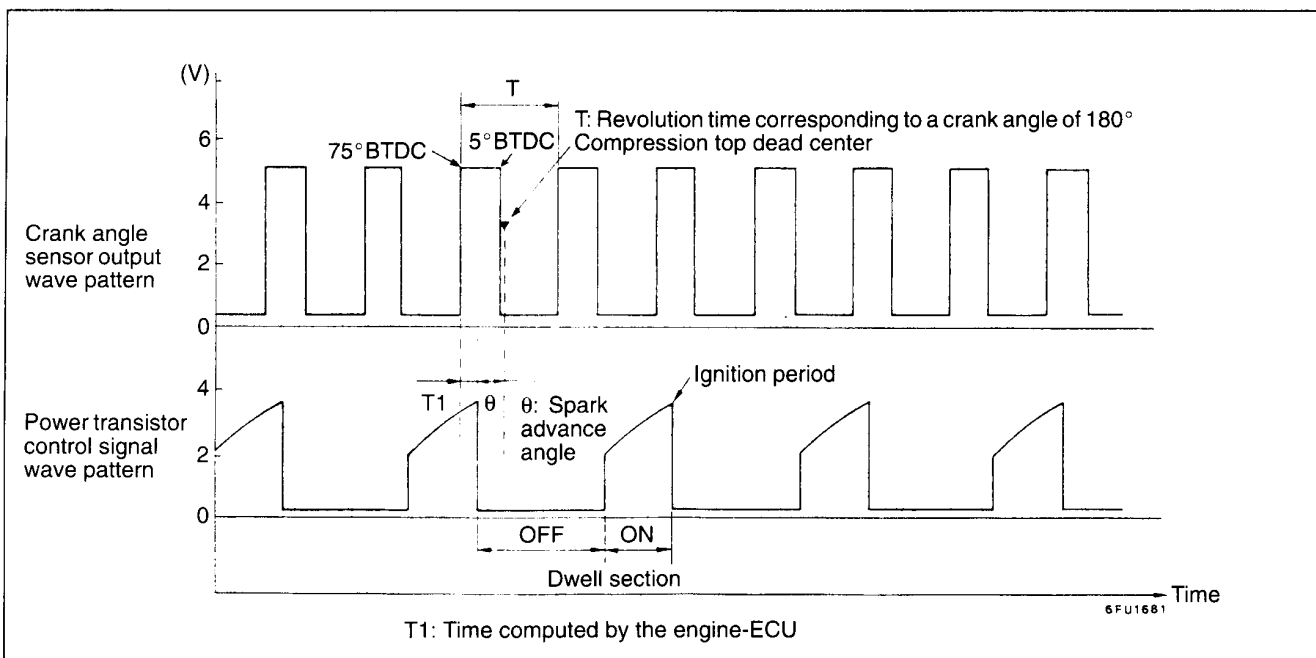 (V)
T
T: Revolution time corresponding to a crank angle of 180°
75°BTDC
5°BTDC
Compression top dead center
6
4
2
0
Crank angle
sensor output
wave pattern
Ignition period
4
2
0
T1
θ
θ: Spark
advance
angle
Power transistor
control signal
wave pattern
OFF
ON
Dwell section
Time
6FU1681
T1: Time computed by the engine-ECU